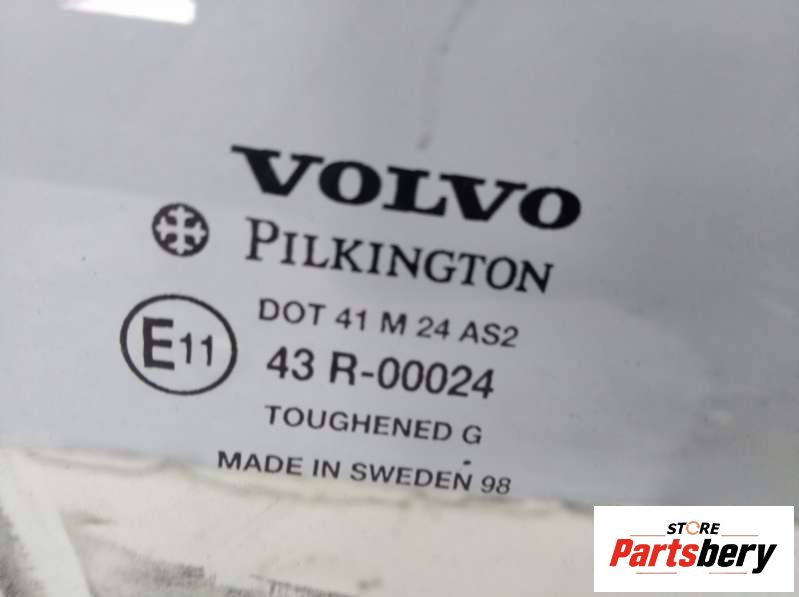 VOLVO
PILKINGTON
DOT 41 M 24 AS2
E11
43 R-00024
TOUGHENED G
MADE IN SWEDEN 98
STORE
Partsbery